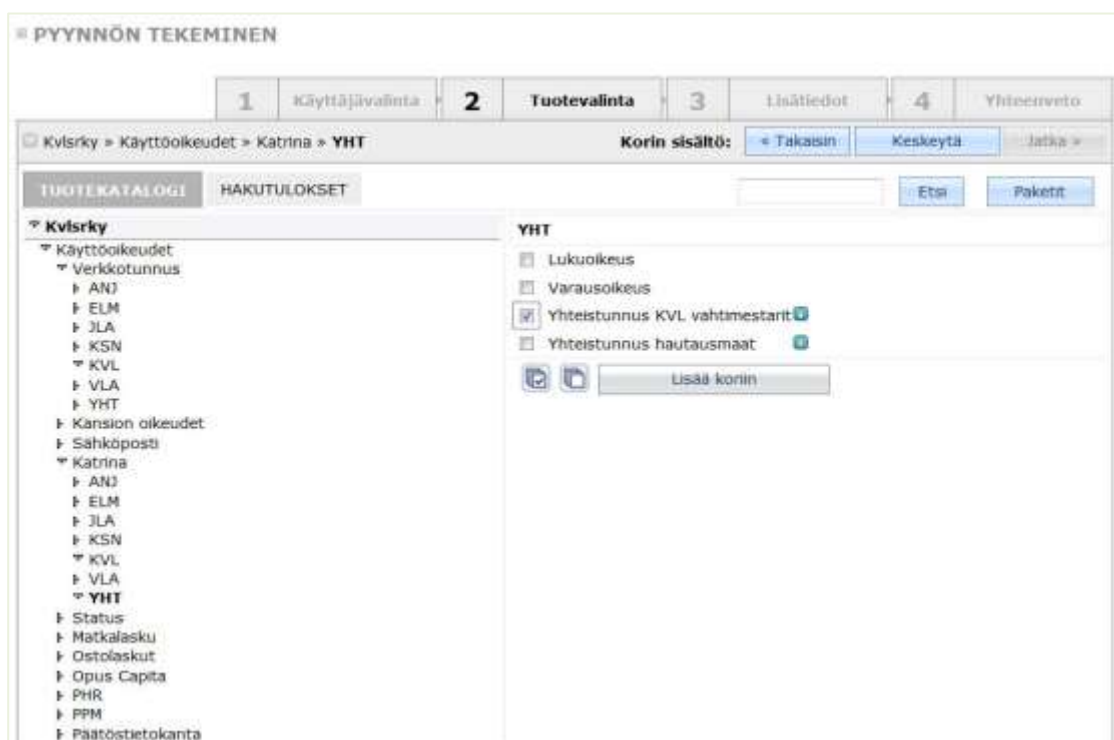 PYYNNÖN TEKEMINEN
1 Käyttäjävalinta 2 Tuotevalinta 3 Lisätiedot 4 Yhteenveto
Kvlsrky » Käyttöoikeudet » Katrina » YHT Korin sisältö: « Takaisin Keskeytä Jatka »
TUOTEKATALOGI HAKUTULOKSET Etsi Paketit
Kvlsrky
Käyttöoikeudet
Verkkotunnus
ANJ
ELM
JLA
KSN
KVL
VLA
YHT
Kansion oikeudet
Sähköposti
Katrina
ANJ
ELM
JLA
KSN
KVL
VLA
YHT
Status
Matkalasku
Ostolaskut
Opus Capita
PHR
PPM
Päätöstietokanta
YHT
Lukuoikeus
Varausoikeus
Yhteistunnus KVL vahtimestarit
Yhteistunnus hautausmaat
Lisää koriin